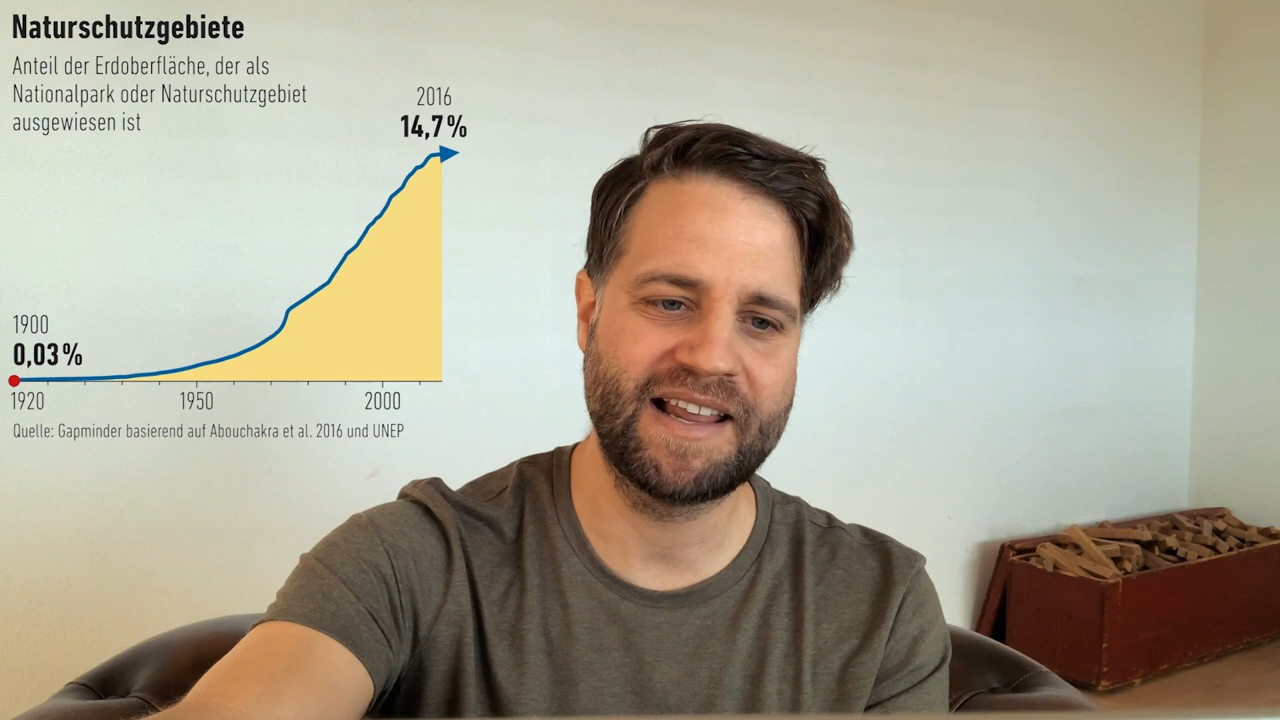 Naturschutzgebiete
Anteil der Erdoberfläche, der als
Nationalpark oder Naturschutzgebiet
ausgewiesen ist
2016
14,7%
1900
0,03%
1920
1950
2000
Quelle: Gapminder basierend auf Abouchakra et al. 2016 und UNEP